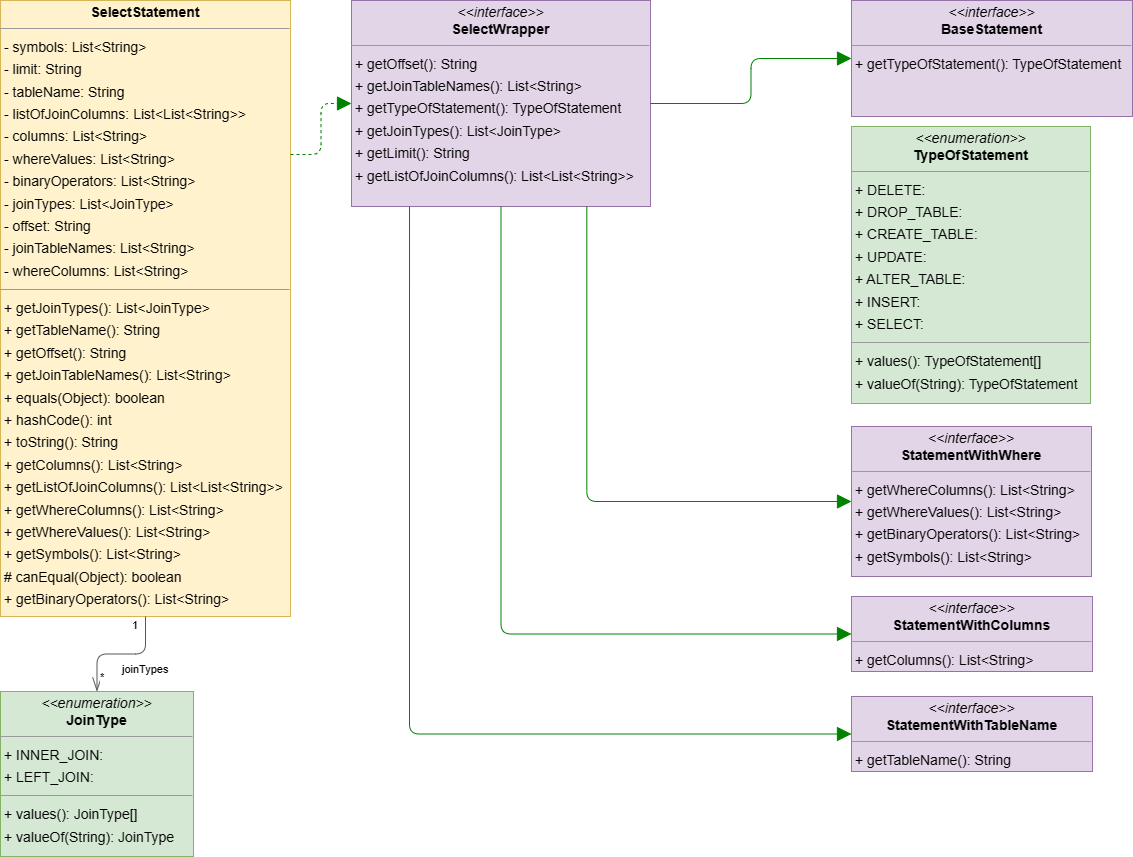 SelectStatement
- symbols: List<String>
- limit: String
- tableName: String
- listOfJoinColumns: List<List<String>>
- columns: List<String>
- whereValues: List<String>
- binaryOperators: List<String>
- joinTypes: List<JoinType>
- offset: String
- joinTableNames: List<String>
- whereColumns: List<String>
+ getJoinTypes(): List<JoinType>
+ getTableName(): String
+ getOffset(): String
+ getJoinTableNames(): List<String>
+ equals(Object): boolean
+ hashCode(): int
+ toString(): String
+ getColumns(): List<String>
+ getListOfJoinColumns(): List<List<String>>
+ getWhereColumns(): List<String>
+ getWhereValues(): List<String>
+ getSymbols(): List<String>
# canEqual(Object): boolean
+ getBinaryOperators(): List<String>
1
joinTypes
*
<<enumeration>>
JoinType
+ INNER_JOIN:
+ LEFT_JOIN:
+ values(): JoinType[]
+ valueOf(String): JoinType
<<interface>>
SelectWrapper
+ getOffset(): String
+ getJoinTableNames(): List<String>
+ getTypeOfStatement(): TypeOfStatement
+ getJoinTypes(): List<JoinType>
+ getLimit(): String
+ getListOfJoinColumns(): List<List<String>>
<<interface>>
BaseStatement
+ getTypeOfStatement(): TypeOfStatement
<<enumeration>>
TypeOfStatement
+ DELETE:
+ DROP_TABLE:
+ CREATE_TABLE:
+ UPDATE:
+ ALTER_TABLE:
+ INSERT:
+ SELECT:
+ values(): TypeOfStatement[]
+ valueOf(String): TypeOfStatement
<<interface>>
StatementWithWhere
+ getWhereColumns(): List<String>
+ getWhereValues(): List<String>
+ getBinaryOperators(): List<String>
+ getSymbols(): List<String>
<<interface>>
StatementWithColumns
+ getColumns(): List<String>
<<interface>>
StatementWithTableName
+ getTableName(): String